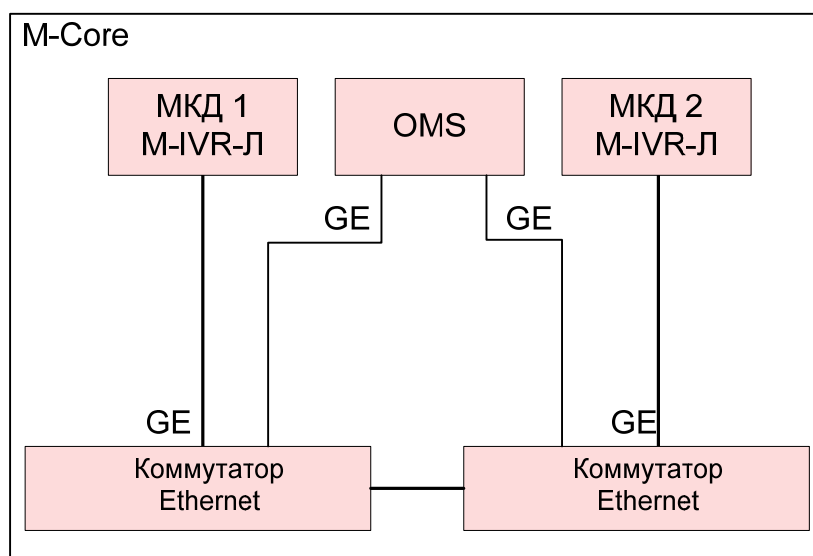 M-Core
МКД 1
M-IVR-Л
OMS
МКД 2
M-IVR-Л
GE
GE
GE
GE
Коммутатор
Ethernet
Коммутатор
Ethernet